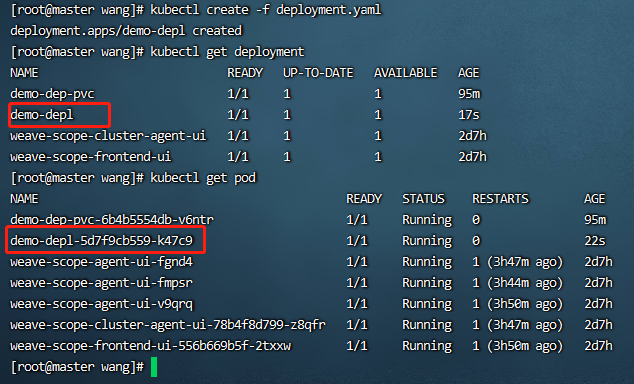 [root@master wang]# kubectl create -f deployment.yaml
deployment.apps/demo-depl created
[root@master wang]# kubectl get deployment
NAME READY UP-TO-DATE AVAILABLE AGE
demo-dep-pvc 1/1 1 1 95m
demo-depl 1/1 1 1 17s
weave-scope-cluster-agent-ui 1/1 1 1 2d7h
weave-scope-frontend-ui 1/1 1 1 2d7h
[root@master wang]# kubectl get pod
NAME READY STATUS RESTARTS AGE
demo-dep-pvc-6b4b5554db-v6ntr 1/1 Running 0 95m
demo-depl-5d7f9cb559-k47c9 1/1 Running 0 22s
weave-scope-agent-ui-fgnd4 1/1 Running 1 (3h47m ago) 2d7h
weave-scope-agent-ui-fmpsr 1/1 Running 1 (3h44m ago) 2d7h
weave-scope-agent-ui-v9qrq 1/1 Running 1 (3h50m ago) 2d7h
weave-scope-cluster-agent-ui-78b4f8d799-z8qfr 1/1 Running 1 (3h47m ago) 2d7h
weave-scope-frontend-ui-556b669b5f-2txxw 1/1 Running 1 (3h50m ago) 2d7h
[root@master wang]#